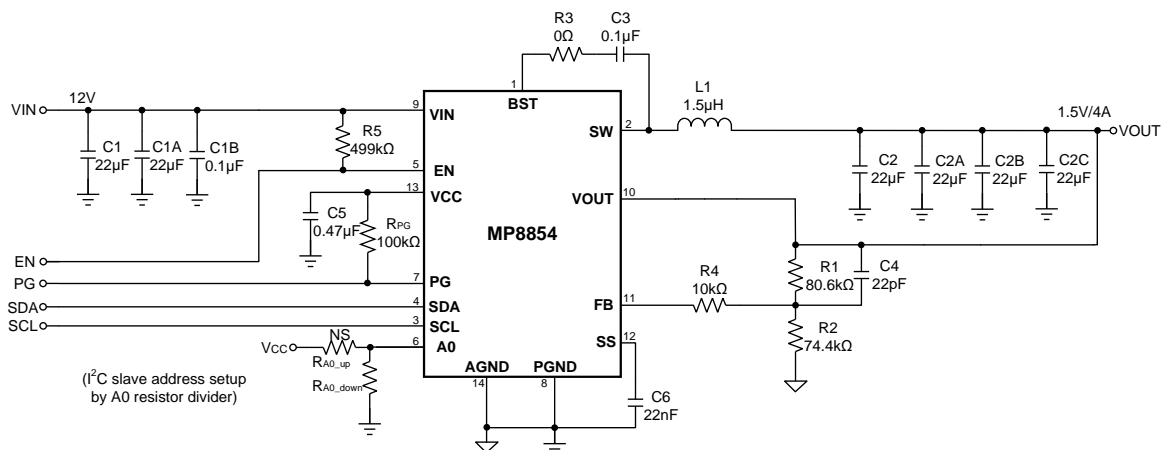 R3
0Ω
C3
0.1µF
1
BST
L1
1.5µH
VIN
12V
9
VIN
SW
2
1.5V/4A
VOUT
C1
22µF
C1A
22µF
C1B
0.1µF
R5
499kΩ
5
EN
C2
22µF
C2A
22µF
C2B
22µF
C2C
22µF
13
VCC
VOUT
10
C5
0.47µF
RPG
100kΩ
MP8854
EN
PG
7
PG
R4
10kΩ
R1
80.6kΩ
C4
22pF
SDA
4
SDA
FB
11
SCL
3
SCL
R2
74.4kΩ
VCC
NS
6
A0
SS
12
RA0_up
RA0_down
AGND
14
PGND
8
C6
22nF
(I²C slave address setup
by A0 resistor divider)